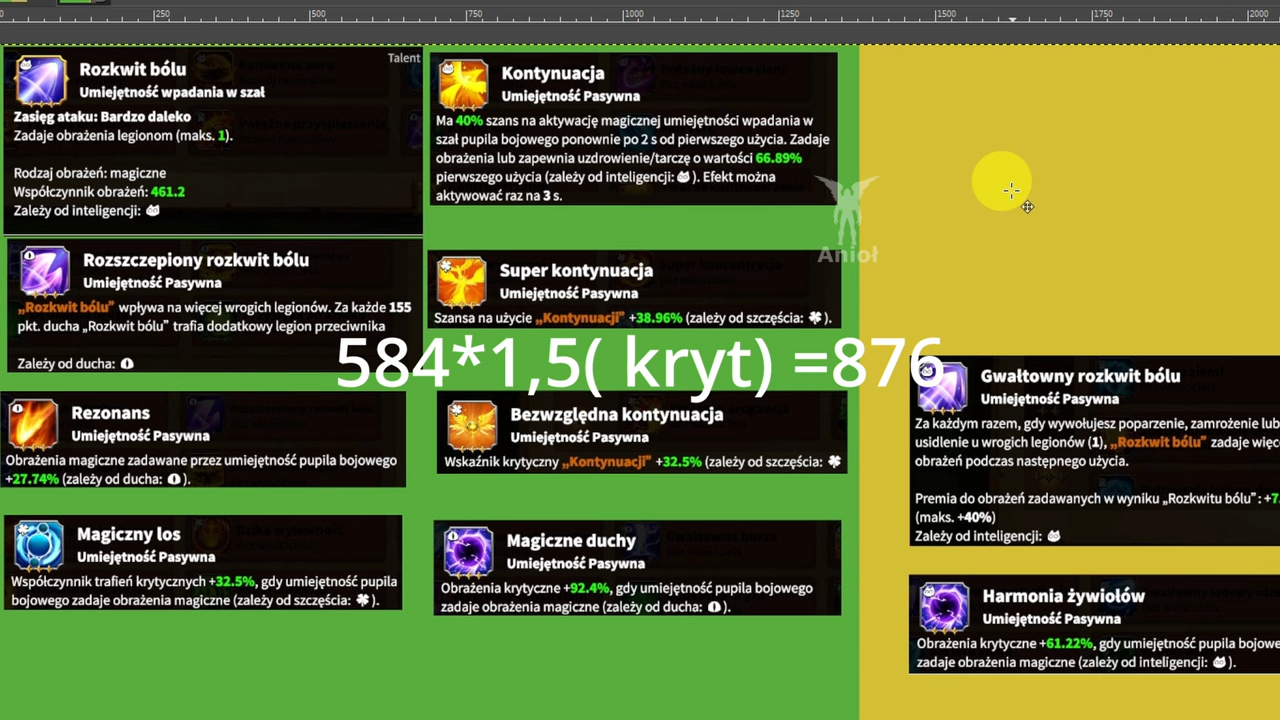 250
500
750
1000
1250
1500
1750
2000
Talent
Rozkwit bólu
Umiejętność wpadania w szał
Zasięg ataku: Bardzo daleko
Zadaje obrażenia legionom (maks. 1).
Rodzaj obrażeń: magiczne
Współczynnik obrażeń: 461.2
Zależy od inteligencji:
Rozszczepiony rozkwit bólu
Umiejętność Pasywna
„Rozkwit bólu” wpływa na więcej wrogich legionów. Za każde 155
pkt. ducha „Rozkwit bólu” trafia dodatkowy legion przeciwnika
Zależy od ducha:
Rezonans
Umiejętność Pasywna
Obrażenia magiczne zadawane przez umiejętność pupila bojowego
+27.74% (zależy od ducha: ).
Magiczny los
Umiejętność Pasywna
Współczynnik trafień krytycznych +32.5%, gdy umiejętność pupila
bojowego zadaje obrażenia magiczne (zależy od szczęścia: ).
Kontynuacja
Umiejętność Pasywna
Ma 40% szans na aktywację magicznej umiejętności wpadania w
szał pupila bojowego ponownie po 2 s od pierwszego użycia. Zadaje
obrażenia lub zapewnia uzdrowienie/tarczę o wartości 66.89%
pierwszego użycia (zależy od inteligencji: ). Efekt można
aktywować raz na 3 s.
Anioł
Super kontynuacja
Umiejętność Pasywna
Szansa na użycie „Kontynuacji” +38.96% (zależy od szczęścia: ).
584*1,5( kryt) =876
Bezwzględna kontynuacja
Umiejętność Pasywna
Wskaźnik krytyczny „Kontynuacji” +32.5% (zależy od szczęścia:
Magiczne duchy
Umiejętność Pasywna
Obrażenia krytyczne +92.4%, gdy umiejętność pupila bojowego
zadaje obrażenia magiczne (zależy od ducha: ).
Gwałtowny rozkwit bólu
Umiejętność Pasywna
Za każdym razem, gdy wywołujesz poparzenie, zamrożenie lub
usidlenie u wrogich legionów (1), „Rozkwit bólu” zadaje więc
obrażeń podczas następnego użycia.
Premia do obrażeń zadawanych w wyniku „Rozkwitu bólu”: +7.
(maks. +40%)
Zależy od inteligencji:
Harmonia żywiołów
Umiejętność Pasywna
Obrażenia krytyczne +61.22%, gdy umiejętność pupila bojowe
zadaje obrażenia magiczne (zależy od inteligencji: ).